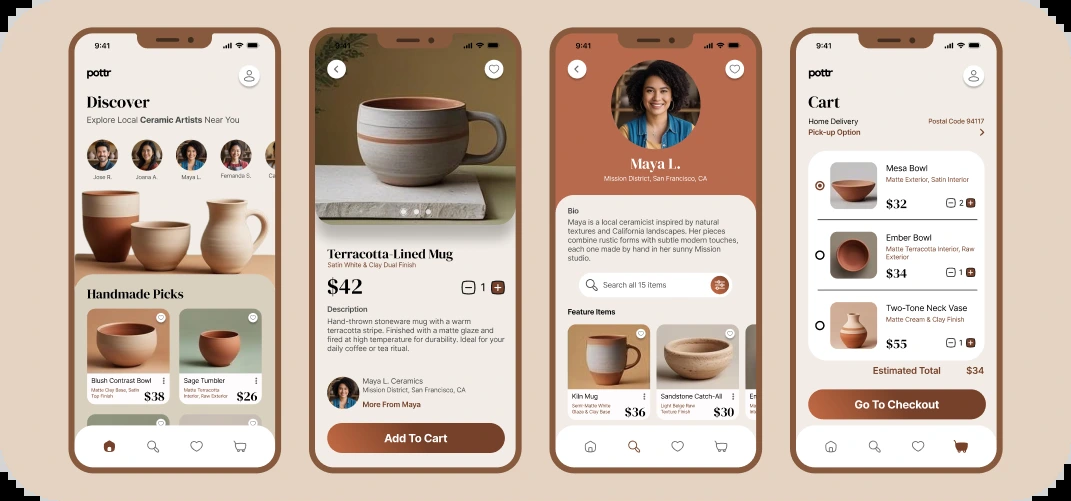 9:41
pottr
Discover
Explore Local Ceramic Artists Near You
Jose R.
Joana A.
Maya L.
Fernanda S.
Ca
Handmade Picks
Blush Contrast Bowl
Matte Clay Base, Satin
Top Finish
$38
Sage Tumbler
Matte Terracotta
Interior, Raw Exterior
$26
9:41
Terracotta-Lined Mug
Satin White & Clay Dual Finish
$42
1
Description
Hand-thrown stoneware mug with a warm
terracotta stripe. Finished with a matte glaze and
fired at high temperature for durability. Ideal for your
daily coffee or tea ritual.
Maya L. Ceramics
Mission District, San Francisco, CA
More From Maya
Add To Cart
9:41
Maya L.
Mission District, San Francisco, CA
Bio
Maya is a local ceramicist inspired by natural
textures and California landscapes. Her pieces
combine rustic forms with subtle modern touches,
each one made by hand in her sunny Mission
studio.
Search all 15 items
Feature Items
Kiln Mug
Semi-Matte White
Glaze & Clay Base
$36
Sandstone Catch-All
Light Beige Raw
Texture Finish
$30
En
9:41
pottr
Cart
Home Delivery
Postal Code 94117
Pick-up Option
Mesa Bowl
Matte Exterior, Satin Interior
$32
2
Ember Bowl
Matte Terracotta Interior, Raw
Exterior
$34
1
Two-Tone Neck Vase
Matte Cream & Clay Finish
$55
1
Estimated Total $34
Go To Checkout